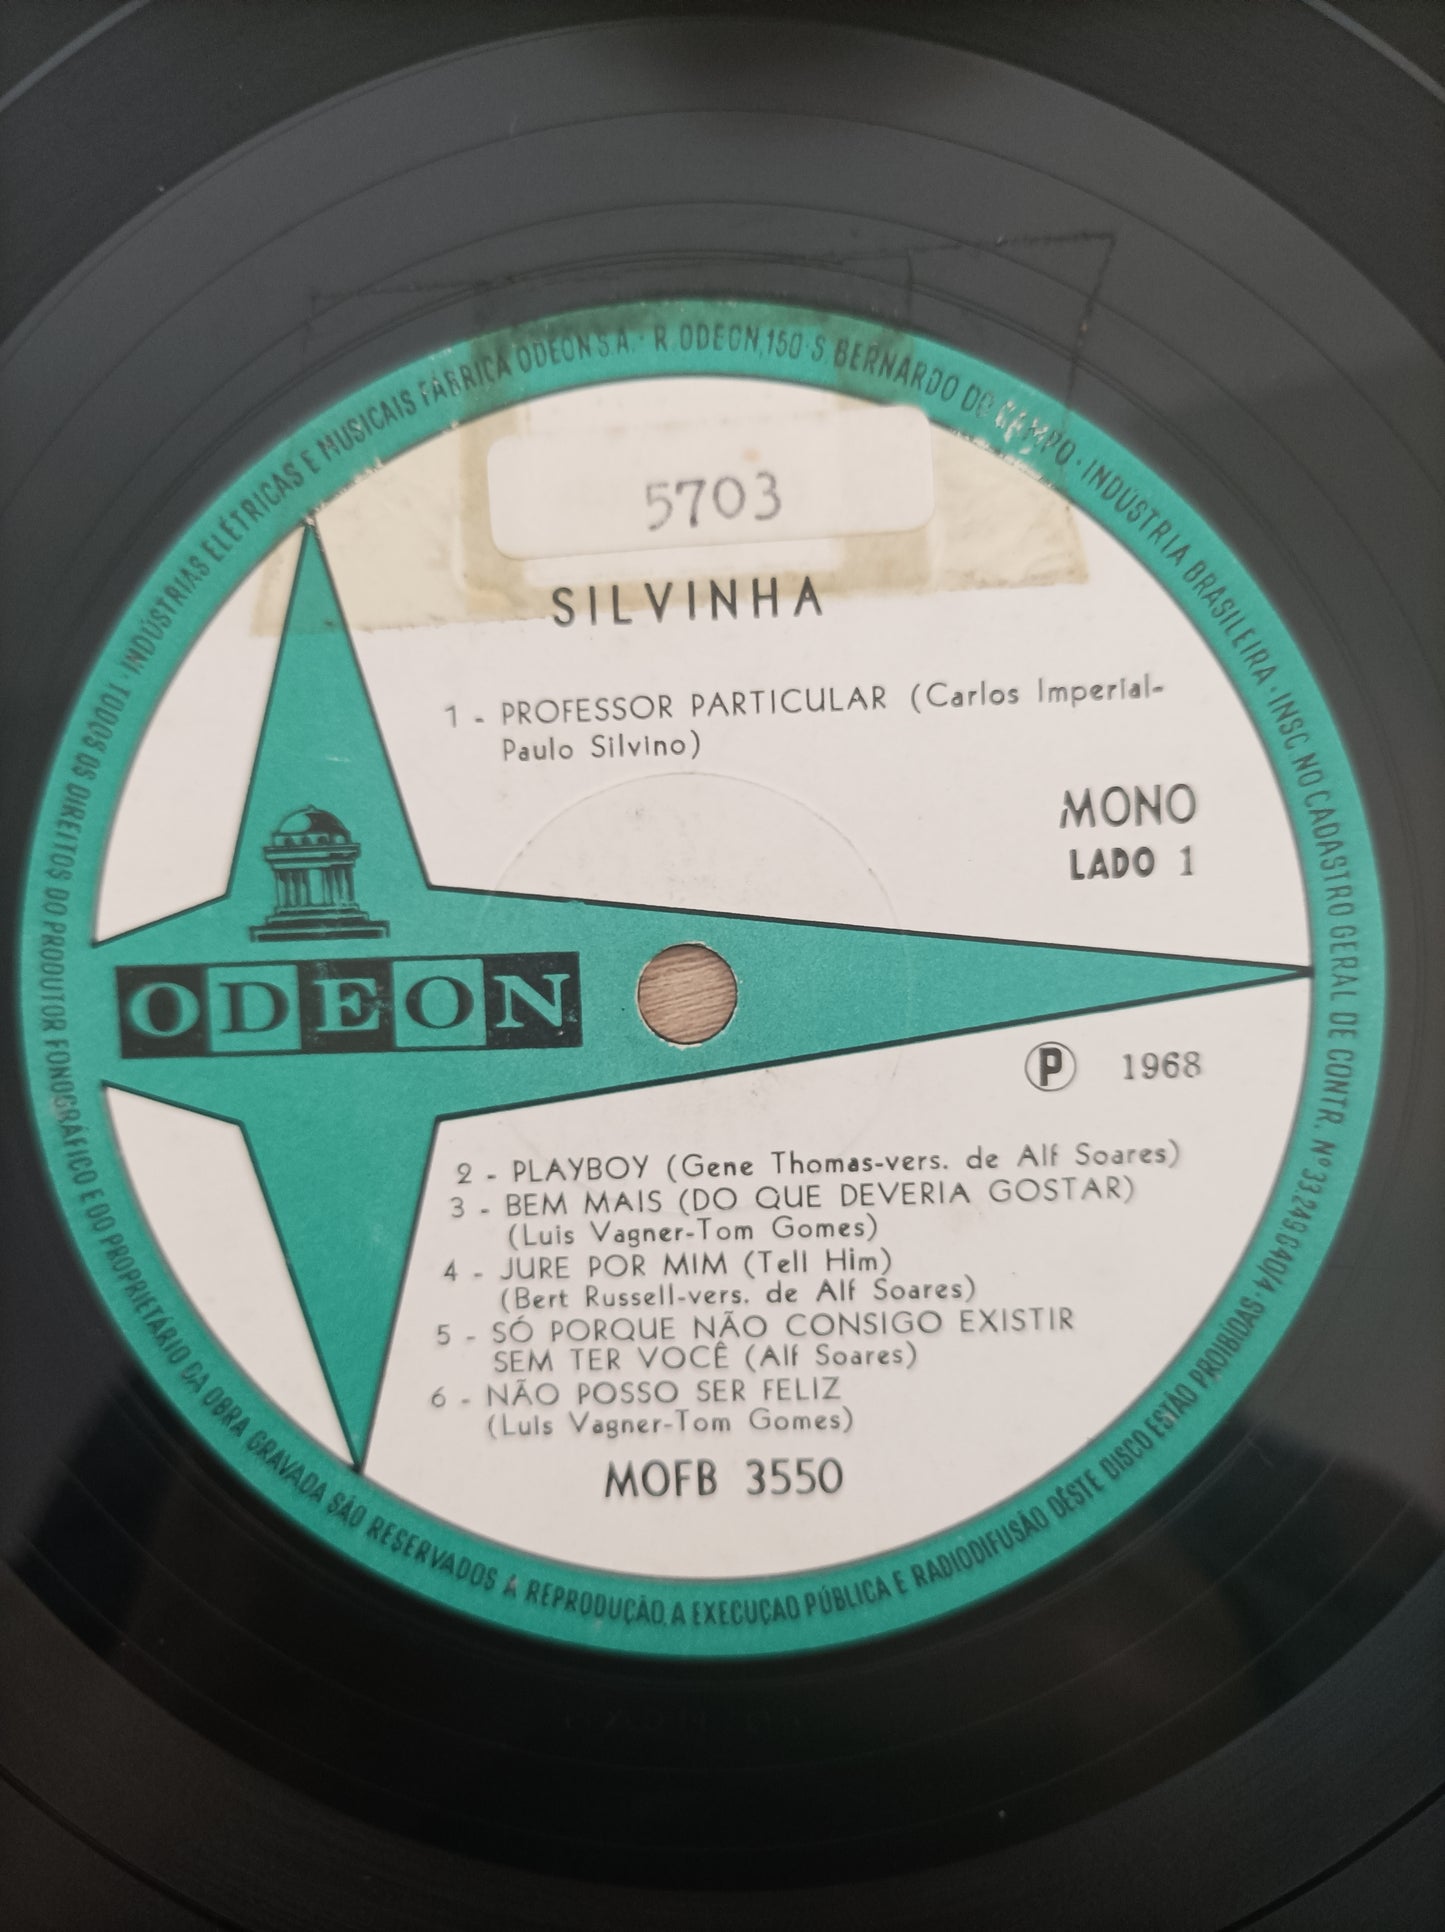 5703
SILVINHA
1 - PROFESSOR PARTICULAR (Carlos Imperial-
Paulo Silvino)
MONO
LADO 1
ODEON
Ⓟ 1968
2 - PLAYBOY (Gene Thomas-vers. de Alf Soares)
3 - BEM MAIS (DO QUE DEVERIA GOSTAR)
(Luis Vagner-Tom Gomes)
4 - JURE POR MIM (Tell Him)
(Bert Russell-vers. de Alf Soares)
5 - SÓ PORQUE NÃO CONSIGO EXISTIR
SEM TER VOCÊ (Alf Soares)
6 - NÃO POSSO SER FELIZ
(Luis Vagner-Tom Gomes)
MOFB 3550
INDÚSTRIAS ELÉTRICAS E MUSICAIS FÁBRICA ODEON S.A. · R. ODEON, 150 · S. BERNARDO DO CAMPO · INDÚSTRIA BRASILEIRA · INSC NO CADASTRO GERAL DE CONTR. Nº 33.249.640/4 ·
TODOS OS DIREITOS DO PRODUTOR FONOGRÁFICO E DO PROPRIETÁRIO DA OBRA GRAVADA SÃO RESERVADOS A REPRODUÇÃO, A EXECUÇÃO PÚBLICA E RADIODIFUSÃO DÊSTE DISCO ESTÃO PROIBIDAS ·